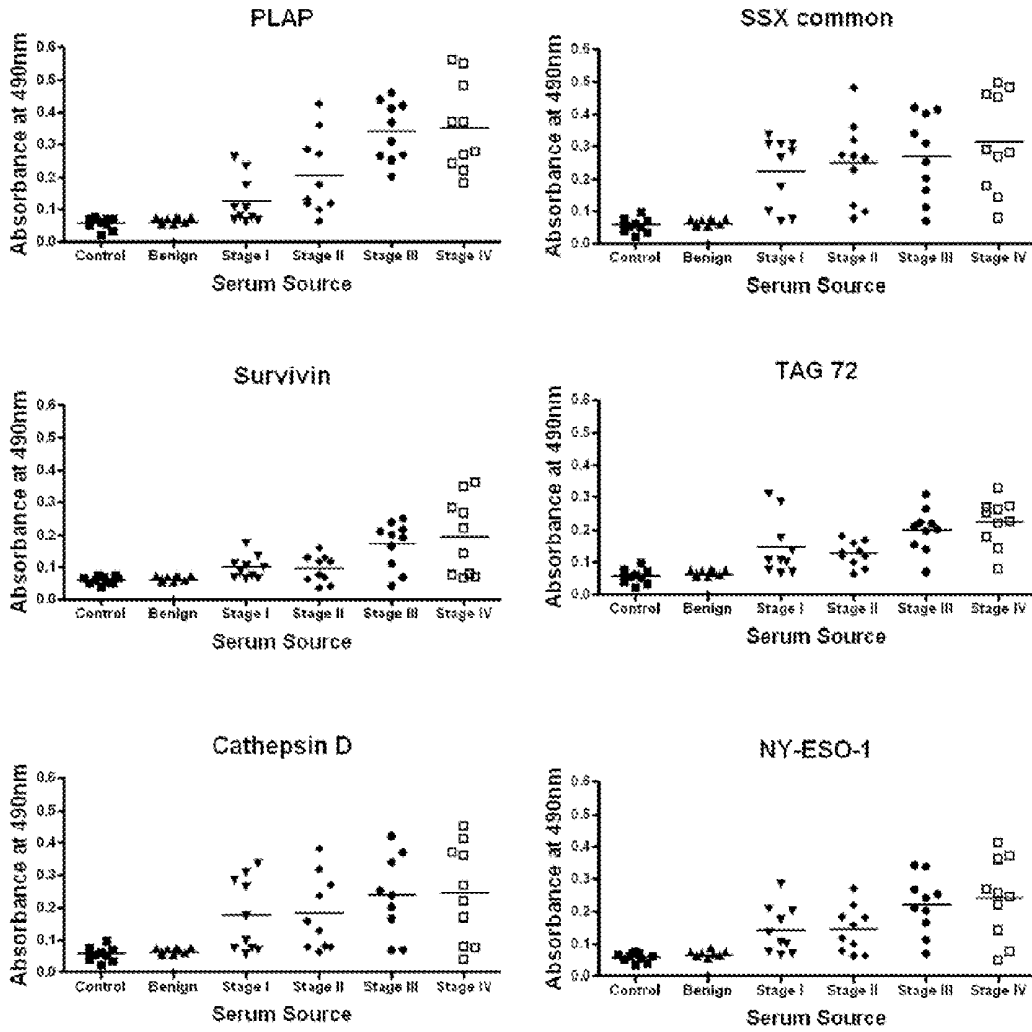 PLAP
Absorbance at 490nm
0.6
0.5
0.4
0.3
0.2
0.1
0.0
Control Benign Stage I Stage II Stage III Stage IV
Serum Source
SSX common
Absorbance at 490nm
0.6
0.5
0.4
0.3
0.2
0.1
0.0
Control Benign Stage I Stage II Stage III Stage IV
Serum Source
Survivin
Absorbance at 490nm
0.6
0.5
0.4
0.3
0.2
0.1
0.0
Control Benign Stage I Stage II Stage III Stage IV
Serum Source
TAG 72
Absorbance at 490nm
0.6
0.5
0.4
0.3
0.2
0.1
0.0
Control Benign Stage I Stage II Stage III Stage IV
Serum Source
Cathepsin D
Absorbance at 490nm
0.6
0.5
0.4
0.3
0.2
0.1
0.0
Control Benign Stage I Stage II Stage III Stage IV
Serum Source
NY-ESO-1
Absorbance at 490nm
0.6
0.5
0.4
0.3
0.2
0.1
0.0
Control Benign Stage I Stage II Stage III Stage IV
Serum Source